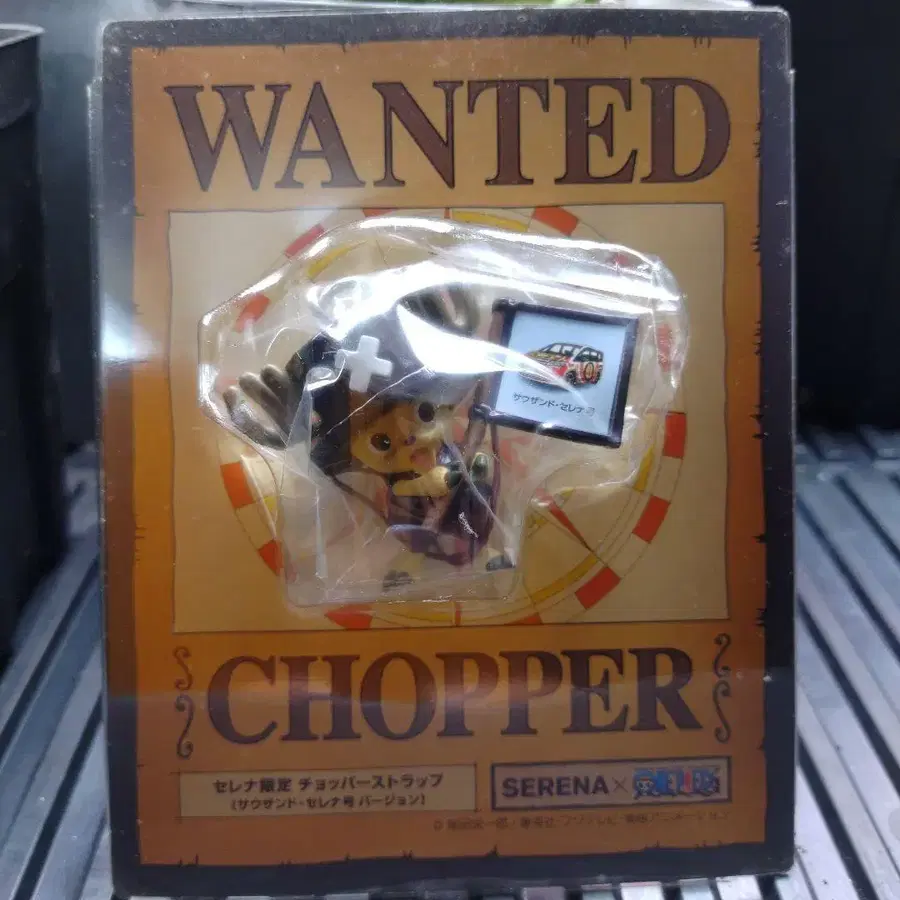 WANTED
サウザンド・セレナ号
CHOPPER
セレナ限定 チョッパーストラップ
(サウザンド・セレナ号 バージョン)
SERENA×ONE PIECE